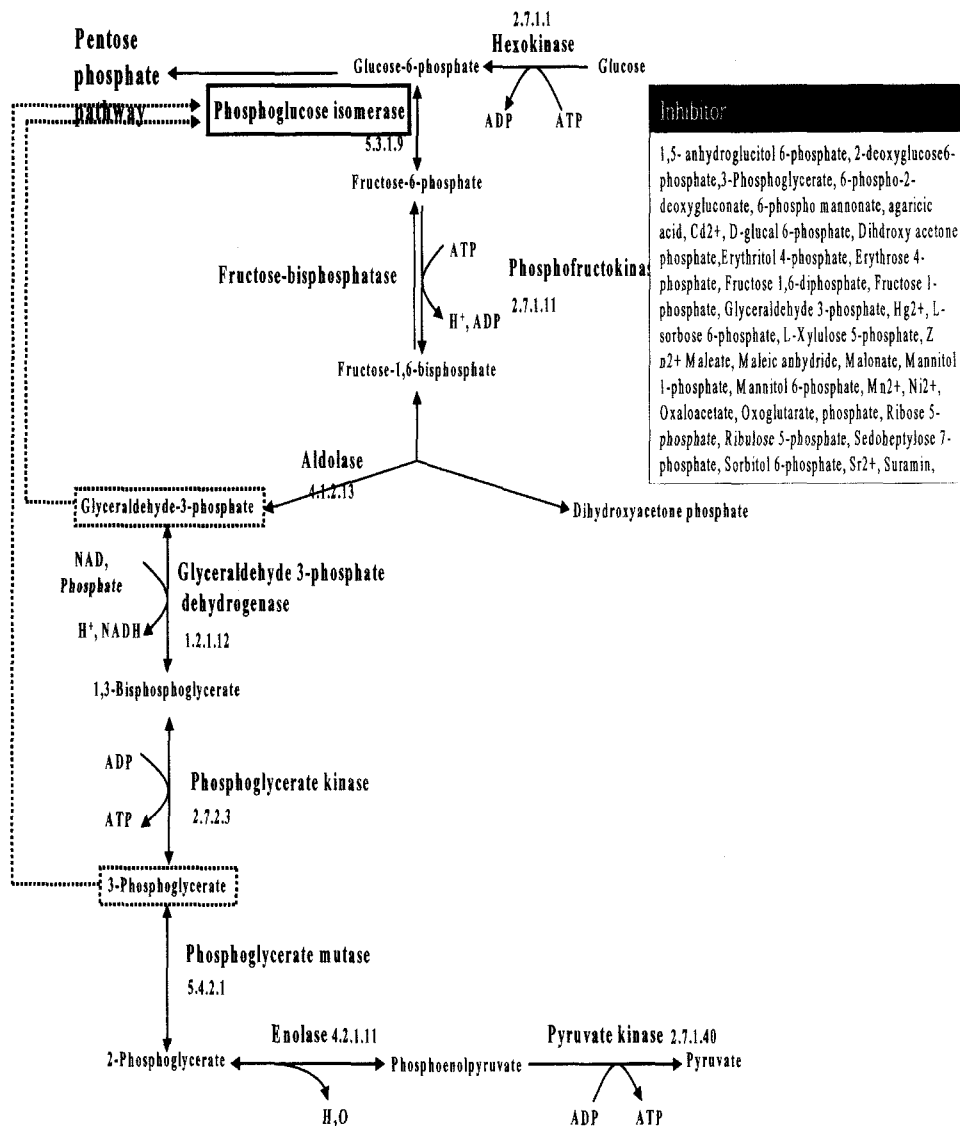 2.7.1.1
Hexokinase
Pentose
phosphate
pathway
Glucose-6-phosphate
Glucose
ADP
ATP
Phosphoglucose isomerase
5.3.1.9
Fructose-6-phosphate
Fructose-bisphosphatase
ATP
H⁺, ADP
Phosphofructokinas
2.7.1.11
Fructose-1,6-bisphosphate
Inhibitor
1,5- anhydroglucitol 6-phosphate, 2-deoxyglucose6-
phosphate,3-Phosphoglycerate, 6-phospho-2-
deoxygluconate, 6-phospho mannonate, agaricic
acid, Cd2+, D-glucal 6-phosphate, Dihdroxy acetone
phosphate,Erythritol 4-phosphate, Erythrose 4-
phosphate, Fructose 1,6-diphosphate, Fructose 1-
phosphate, Glyceraldehyde 3-phosphate, Hg2+, L-
sorbose 6-phosphate, L-Xylulose 5-phosphate, Z
n2+ Maleate, Maleic anhydride, Malonate, Mannitol
1-phosphate, Mannitol 6-phosphate, Mn2+, Ni2+,
Oxaloacetate, Oxoglutarate, phosphate, Ribose 5-
phosphate, Ribulose 5-phosphate, Sedoheptylose 7-
phosphate, Sorbitol 6-phosphate, Sr2+, Suramin,
Aldolase
4.1.2.13
Glyceraldehyde-3-phosphate
Dihydroxyacetone phosphate
NAD,
Phosphate
H⁺, NADH
Glyceraldehyde 3-phosphate
dehydrogenase
1.2.1.12
1,3-Bisphosphoglycerate
ADP
ATP
Phosphoglycerate kinase
2.7.2.3
3-Phosphoglycerate
Phosphoglycerate mutase
5.4.2.1
Enolase 4.2.1.11
Pyruvate kinase 2.7.1.40
2-Phosphoglycerate
Phosphoenolpyruvate
Pyruvate
H₂O
ADP
ATP